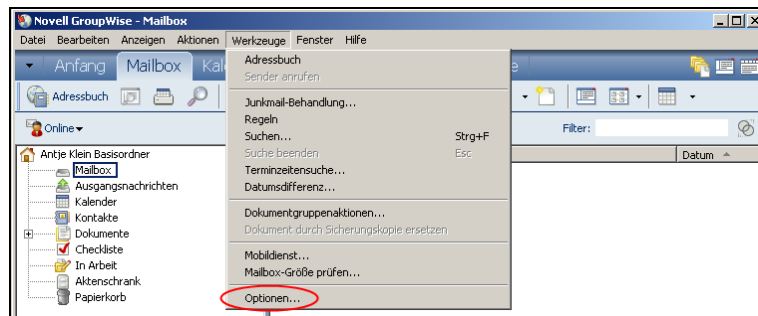 Novell GroupWise - Mailbox
Datei Bearbeiten Anzeigen Aktionen Werkzeuge Fenster Hilfe
Anfang Mailbox Kal
Adressbuch
Online
Filter:
Antje Klein Basisordner
Datum
Mailbox
Ausgangsnachrichten
Kalender
Kontakte
Dokumente
Checkliste
In Arbeit
Aktenschrank
Papierkorb
Adressbuch
Sender anrufen
Junkmail-Behandlung...
Regeln
Suchen... Strg+F
Suche beenden Esc
Terminzeitensuche...
Datumsdifferenz...
Dokumentgruppenaktionen...
Dokument durch Sicherungskopie ersetzen
Mobildienst...
Mailbox-Größe prüfen...
Optionen...